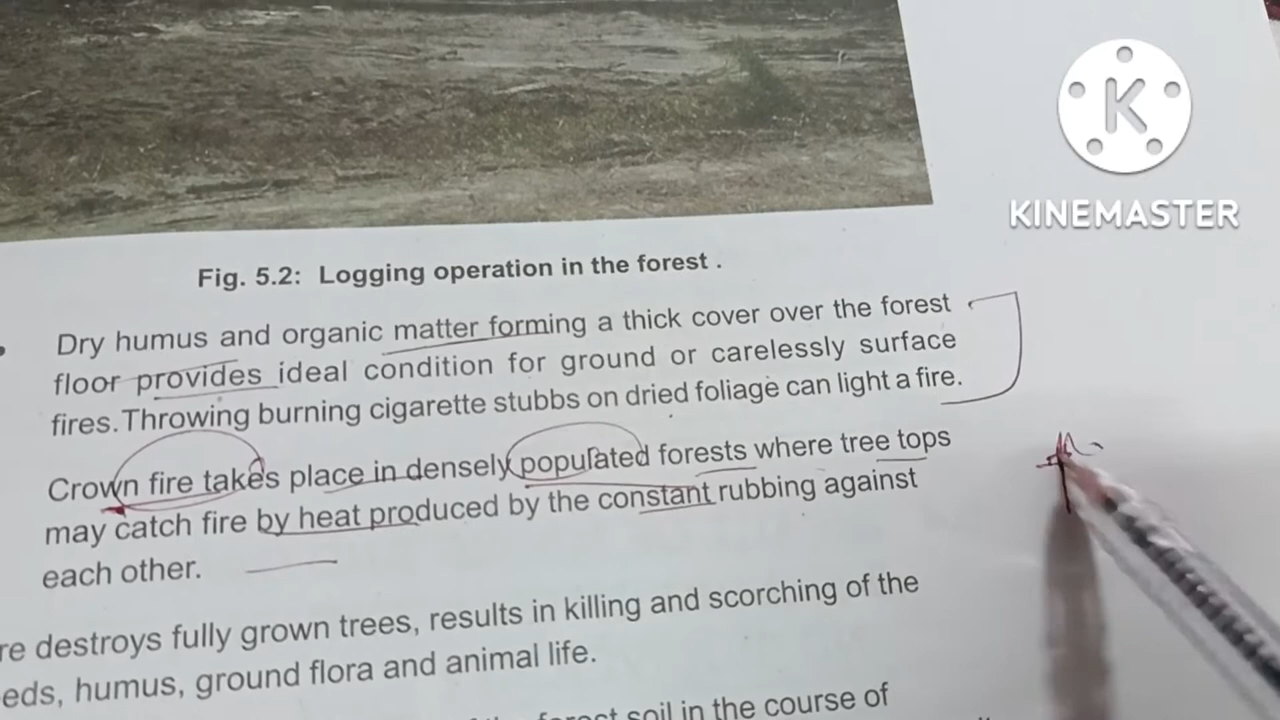 KINEMASTER
Fig. 5.2: Logging operation in the forest .
Dry humus and organic matter forming a thick cover over the forest
floor provides ideal condition for ground or carelessly surface
fires. Throwing burning cigarette stubbs on dried foliage can light a fire.
Crown fire takes place in densely populated forests where tree tops
may catch fire by heat produced by the constant rubbing against
each other.
re destroys fully grown trees, results in killing and scorching of the
eds, humus, ground flora and animal life.
forest soil in the course of